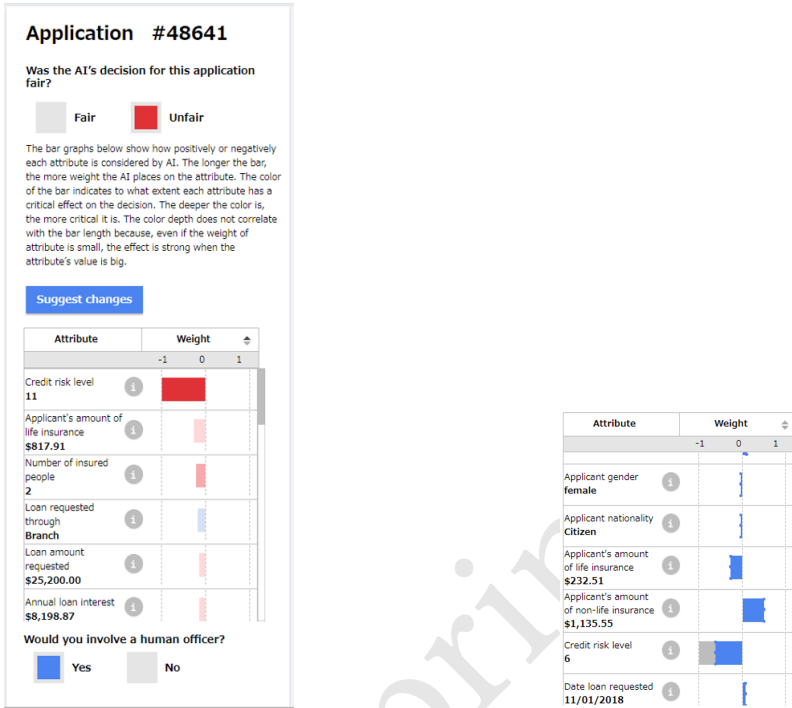 Application #48641
Was the AI's decision for this application
fair?
Fair
Unfair
The bar graphs below show how positively or negatively
each attribute is considered by AI. The longer the bar,
the more weight the AI places on the attribute. The color
of the bar indicates to what extent each attribute has a
critical effect on the decision. The deeper the color is,
the more critical it is. The color depth does not correlate
with the bar length because, even if the weight of
attribute is small, the effect is strong when the
attribute's value is big.
Suggest changes
Attribute Weight
-1 0 1
Credit risk level
11
Applicant's amount of
life insurance
$817.91
Number of insured
people
2
Loan requested
through
Branch
Loan amount
requested
$25,200.00
Annual loan interest
$8,198.87
Would you involve a human officer?
Yes
No
Attribute Weight
-1 0 1
Applicant gender
female
Applicant nationality
Citizen
Applicant's amount
of life insurance
$232.51
Applicant's amount
of non-life insurance
$1,135.55
Credit risk level
6
Date loan requested
11/01/2018